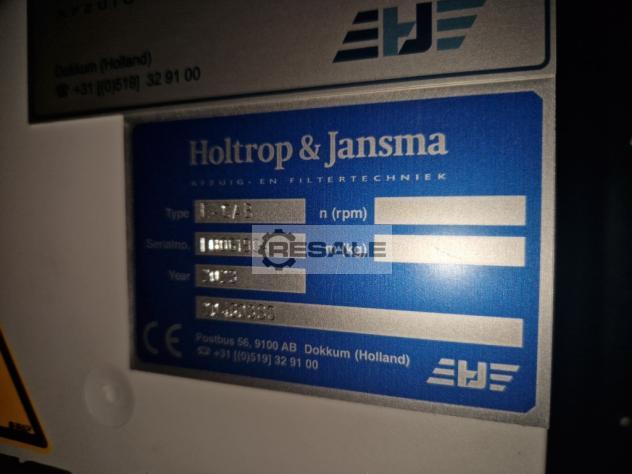 Dokkum (Holland)
☎ +31 [(0)519] 32 91 00
Holtrop & Jansma
AFZUIG- EN FILTERTECHNIEK
Type n (rpm)
Serialno. m (kg)
RESALE
Year
CE Postbus 56, 9100 AB Dokkum (Holland)
☎ +31 [(0)519] 32 91 00